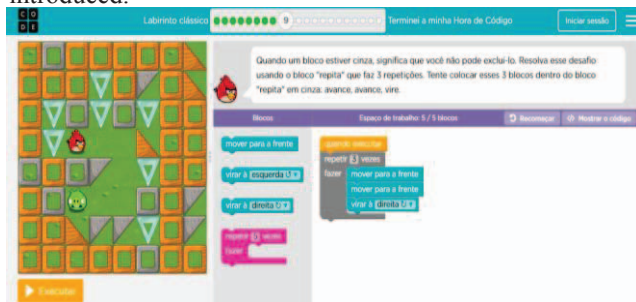 introduced.
C O
D E
Labirinto clássico
9
Terminei a minha Hora de Código
Iniciar sessão
Quando um bloco estiver cinza, significa que você não pode excluí-lo. Resolva esse desafio
usando o bloco "repita" que faz 3 repetições. Tente colocar esses 3 blocos dentro do bloco
"repita" em cinza: avance, avance, vire.
Blocos
Espaço de trabalho: 5 / 5 blocos
Recomeçar
Mostrar o código
mover para a frente
virar à esquerda
virar à direita
repetir vezes
fazer
quando executar
repetir 3 vezes
fazer mover para a frente
mover para a frente
virar à direita
Executar